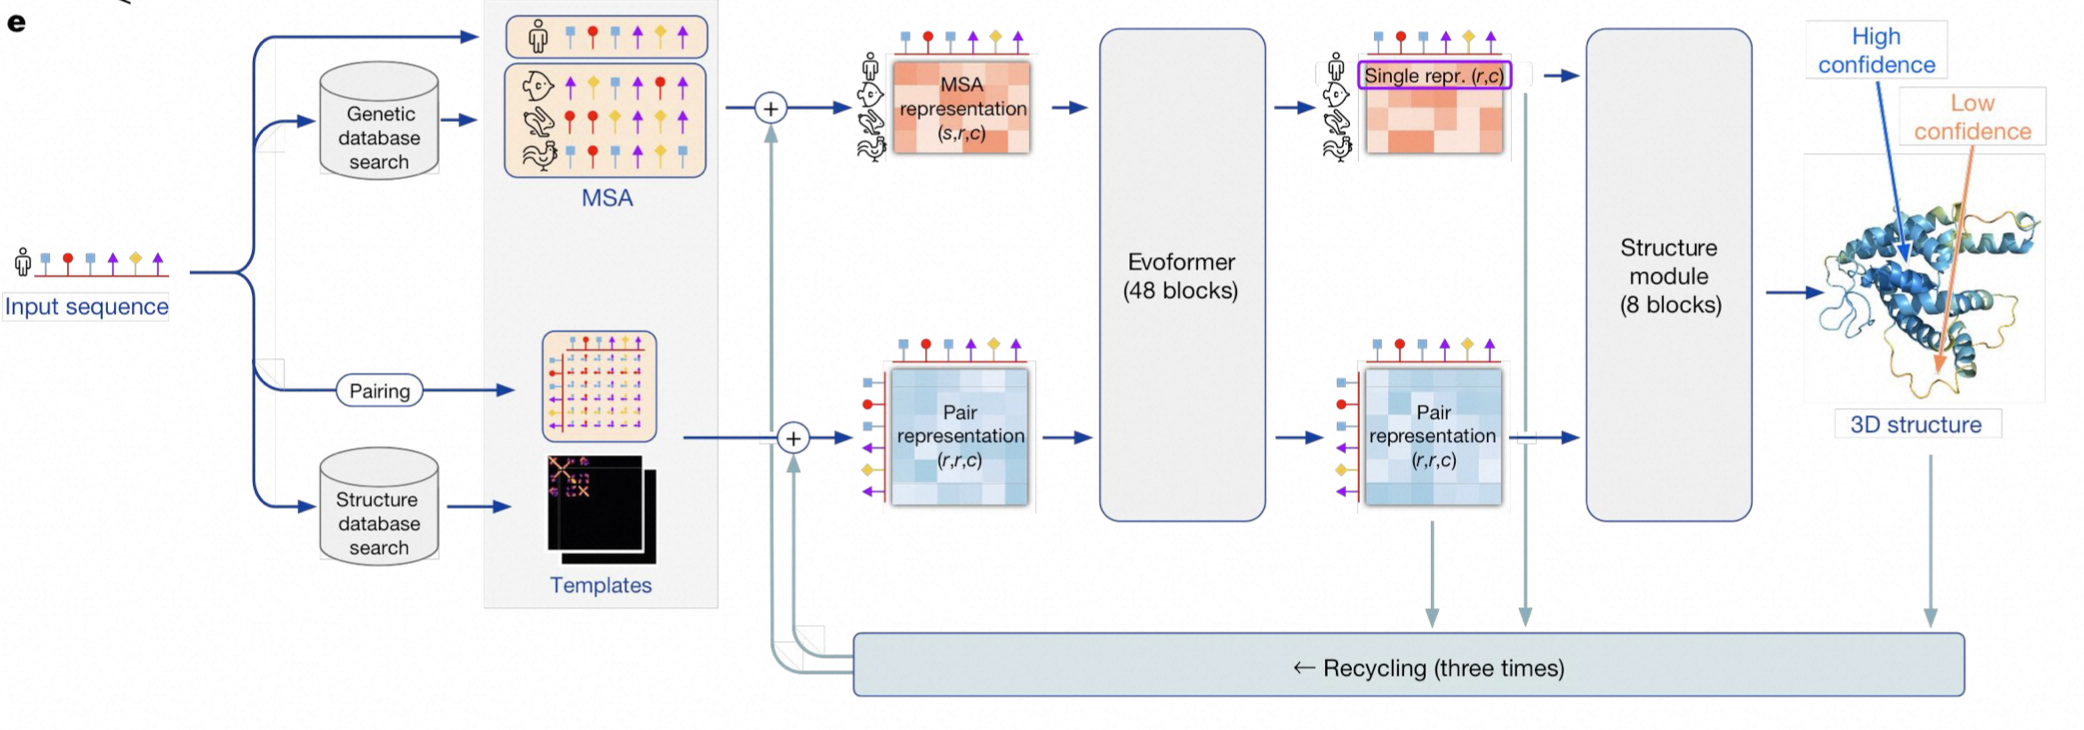 e
Input sequence
Genetic
database
search
Pairing
Structure
database
search
MSA
Templates
+
+
MSA
representation
(s,r,c)
Pair
representation
(r,r,c)
Evoformer
(48 blocks)
Single repr. (r,c)
Pair
representation
(r,r,c)
Structure
module
(8 blocks)
High
confidence
Low
confidence
3D structure
← Recycling (three times)